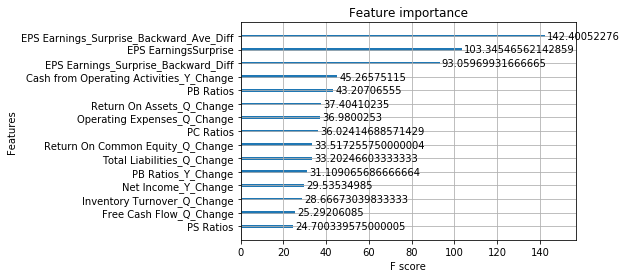 Feature importance
EPS Earnings_Surprise_Backward_Ave_Diff 142.40052276
EPS EarningsSurprise 103.34546562142859
EPS Earnings_Surprise_Backward_Diff 93.05969931666665
Cash from Operating Activities_Y_Change 45.26575115
PB Ratios 43.20706555
Return On Assets_Q_Change 37.40410235
Operating Expenses_Q_Change 36.9800253
PC Ratios 36.02414688571429
Return On Common Equity_Q_Change 33.517255750000004
Total Liabilities_Q_Change 33.20246603333333
PB Ratios_Y_Change 31.109065686666664
Net Income_Y_Change 29.53534985
Inventory Turnover_Q_Change 28.66673039833333
Free Cash Flow_Q_Change 25.29206085
PS Ratios 24.700339575000005
Features
0 20 40 60 80 100 120 140
F score